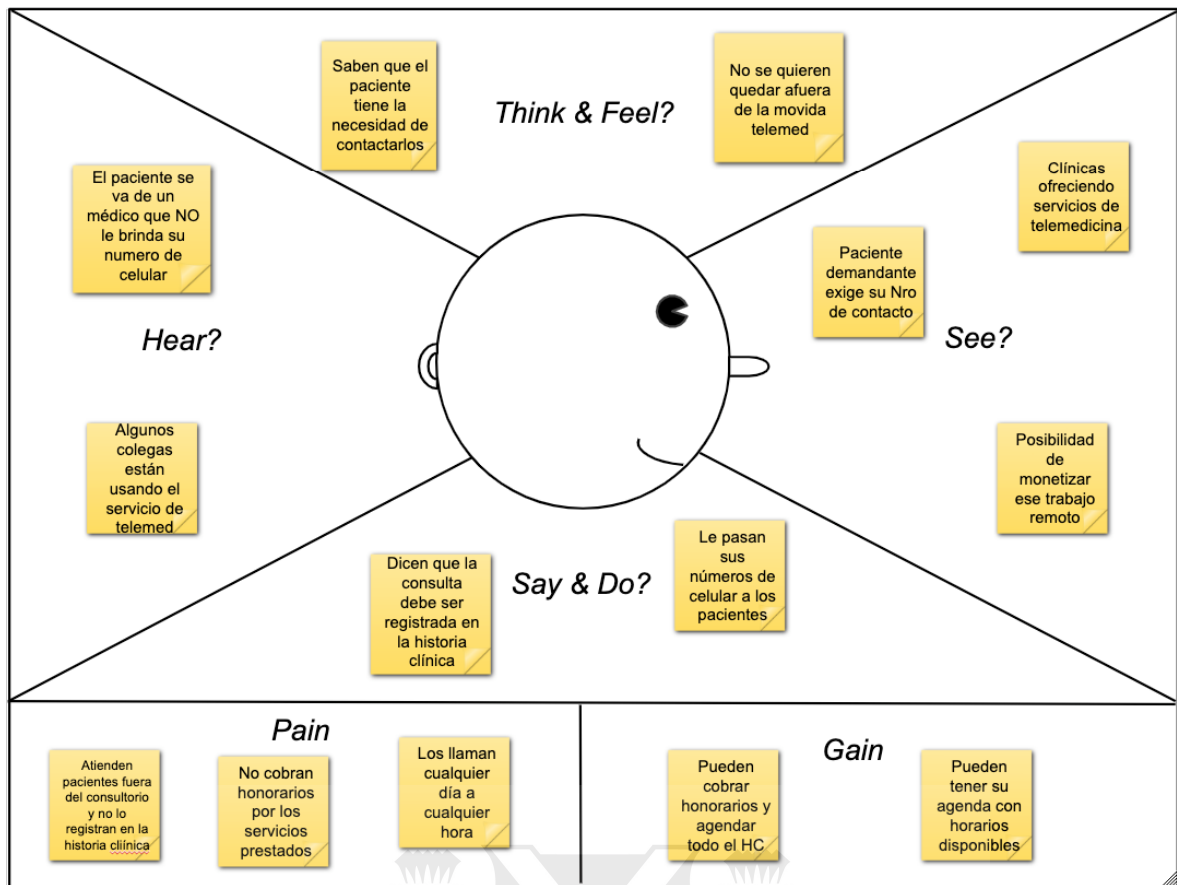 Saben que el
paciente
tiene la
necesidad de
contactarlos
Think & Feel?
No se quieren
quedar afuera
de la movida
telemed
El paciente se
va de un
médico que NO
le brinda su
numero de
celular
Hear?
Algunos
colegas
están
usando el
servicio de
telemed
Clínicas
ofreciendo
servicios de
telemedicina
Paciente
demandante
exige su Nro
de contacto
See?
Posibilidad
de
monetizar
ese trabajo
remoto
Dicen que la
consulta
debe ser
registrada en
la historia
clínica
Say & Do?
Le pasan
sus
números de
celular a los
pacientes
Pain
Atienden
pacientes fuera
del consultorio
y no lo
registran en la
historia cliínica
No cobran
honorarios
por los
servicios
prestados
Los llaman
cualquier
día a
cualquier
hora
Gain
Pueden
cobrar
honorarios y
agendar
todo el HC
Pueden
tener su
agenda con
horarios
disponibles